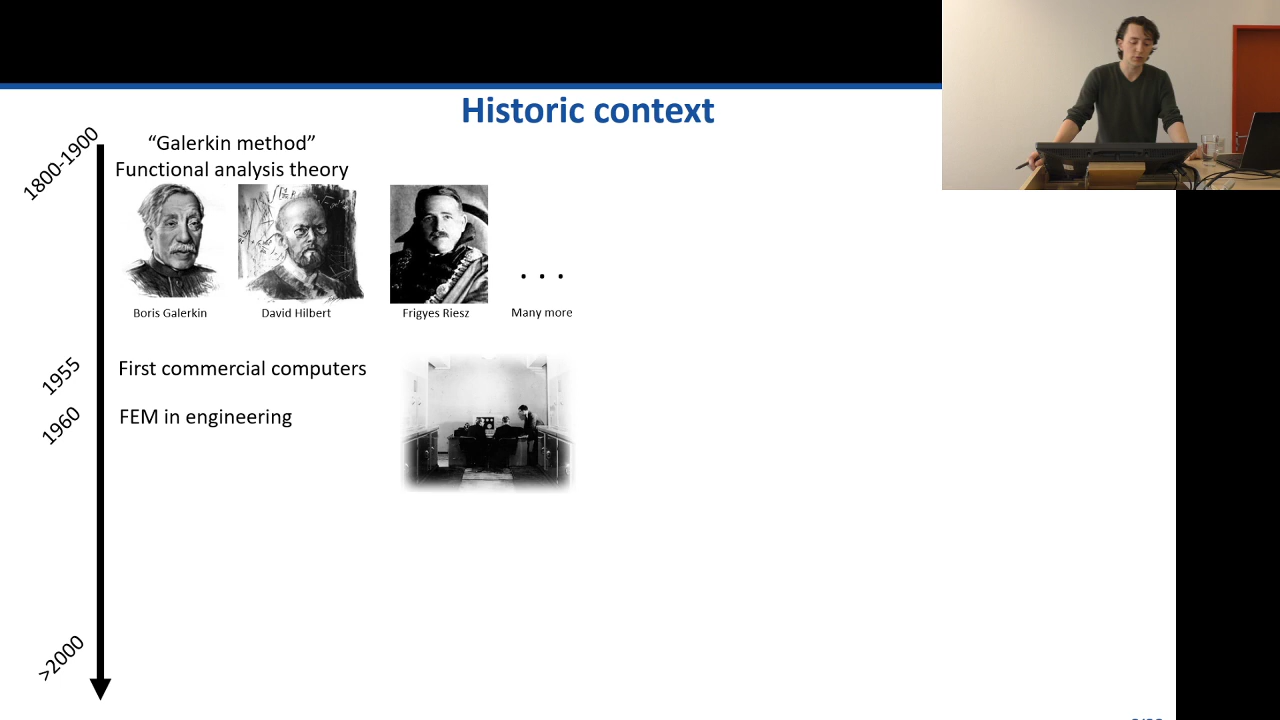 Historic context
1800-1900
“Galerkin method”
Functional analysis theory
. . .
Boris Galerkin
David Hilbert
Frigyes Riesz
Many more
1955
First commercial computers
1960
FEM in engineering
>2000